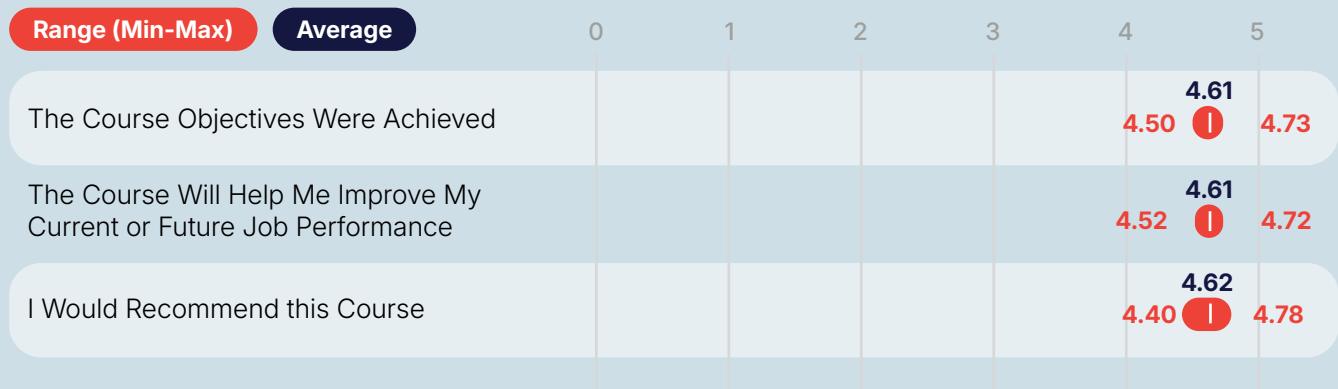 Range (Min-Max) Average 0 1 2 3 4 5
4.61
The Course Objectives Were Achieved 4.50 4.73
4.61
The Course Will Help Me Improve My
Current or Future Job Performance 4.52 4.72
4.62
I Would Recommend this Course 4.40 4.78